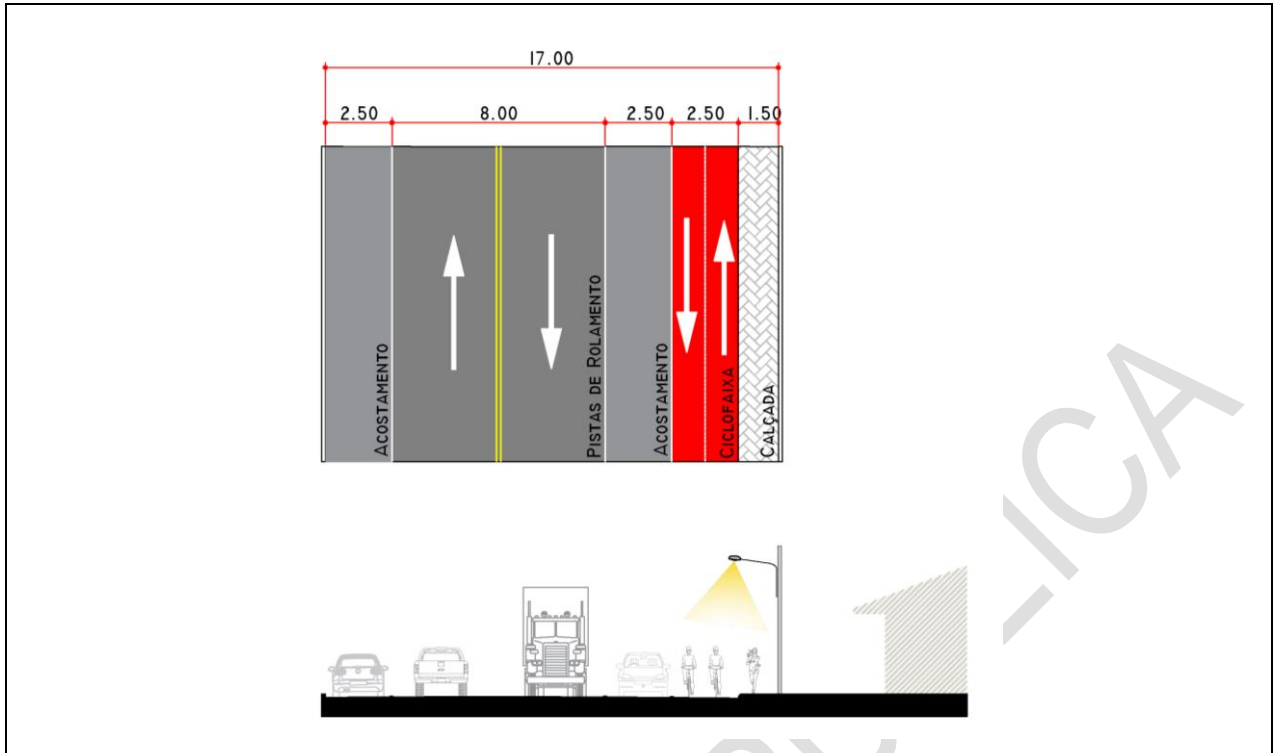 17.00
2.50 8.00 2.50 2.50 1.50
ACOSTAMENTO
PISTAS DE ROLAMENTO
ACOSTAMENTO
CICLOFAIXA
CALÇADA